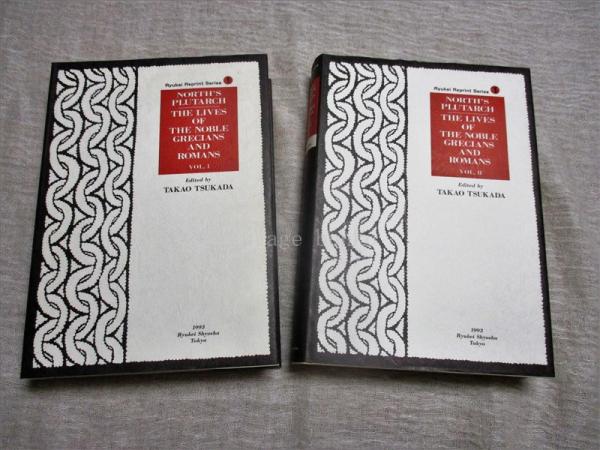 Ryukei Reprint Series 1
NORTH'S
PLUTARCH
THE LIVES
OF
THE NOBLE
GRECIANS
AND
ROMANS
VOL. I
Edited by
TAKAO TSUKADA
1993
Ryukei Shyosha
Tokyo
Ryukei Reprint Series 1
NORTH'S
PLUTARCH
THE LIVES
OF
THE NOBLE
GRECIANS
AND
ROMANS
VOL. II
Edited by
TAKAO TSUKADA
1993
Ryukei Shyosha
Tokyo